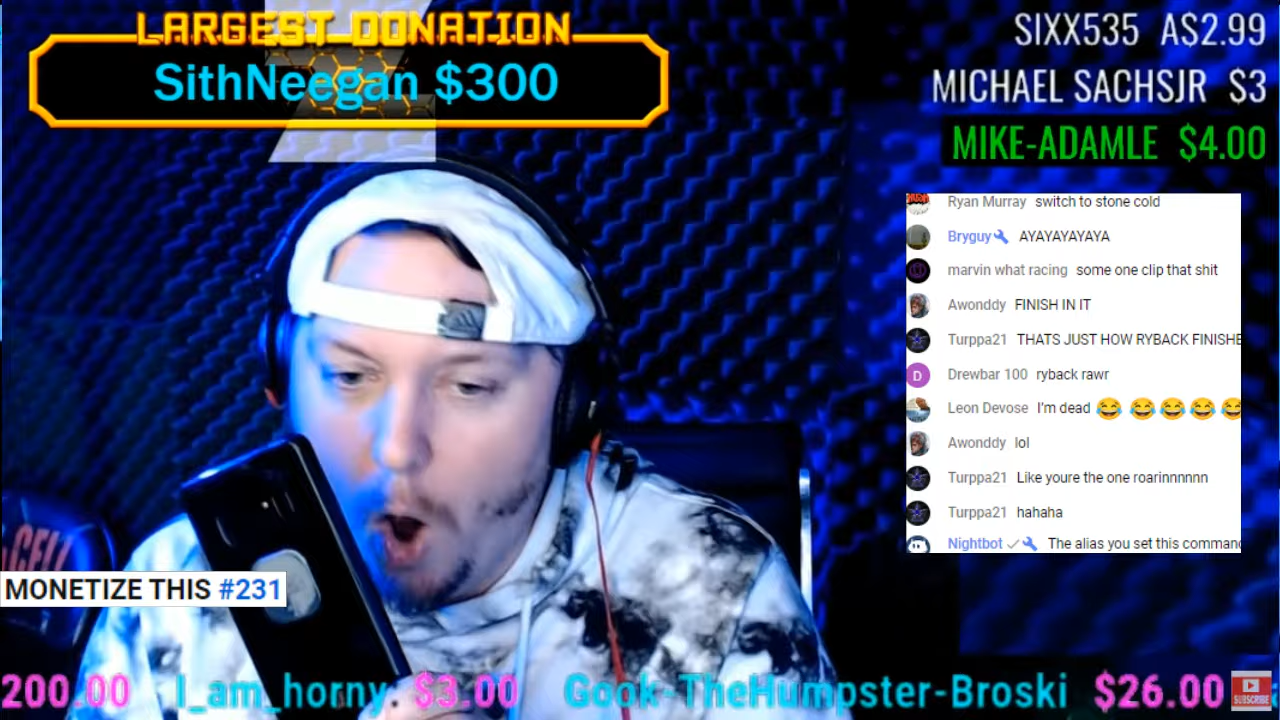 LARGEST DONATION
SithNeegan $300
SIXX535 A$2.99
MICHAEL SACHSJR $3
MIKE-ADAMLE $4.00
Ryan Murray switch to stone cold
Bryguy AYAYAYAYAYA
marvin what racing some one clip that shit
Awonddy FINISH IN IT
Turppa21 THATS JUST HOW RYBACK FINISHE
D Drewbar 100 ryback rawr
Leon Devose I'm dead 😂 😂😂😂😂
Awonddy lol
Turppa21 Like youre the one roarinnnnnn
Turppa21 hahaha
Nightbot The alias you set this command
CELL
MONETIZE THIS #231
200.00 I_am_horny $3.00 Gook-TheHumpster-Broski $26.00
SUBSCRIBE